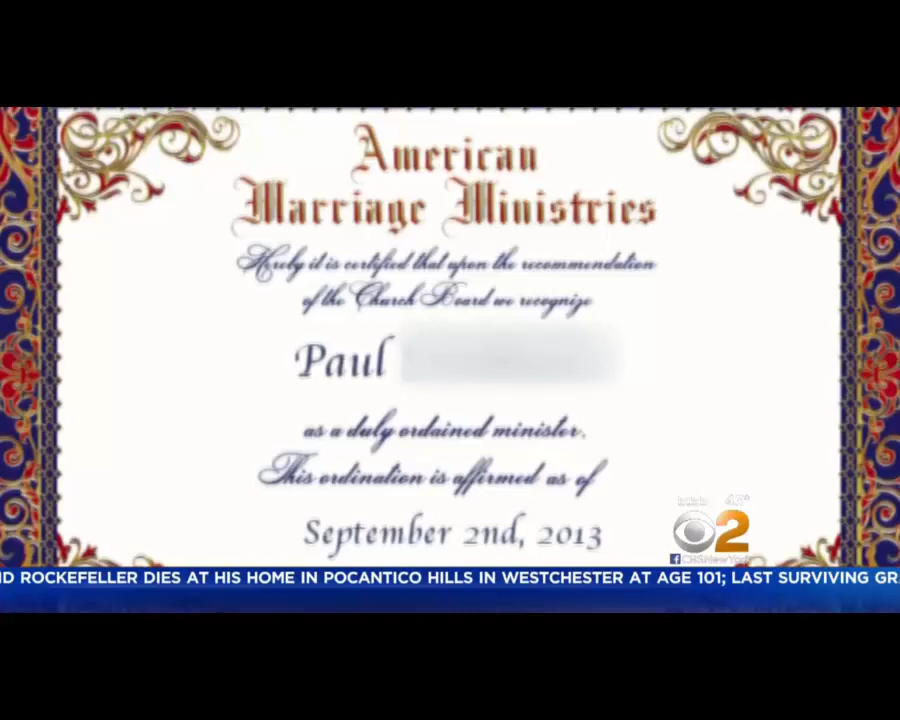 American
Marriage Ministries
Hereby it is certified that upon the recommendation
of the Church Board we recognize
Paul
as a duly ordained minister.
This ordination is affirmed as of
September 2nd, 2013
2
CBSNewYork
ND ROCKEFELLER DIES AT HIS HOME IN POCANTICO HILLS IN WESTCHESTER AT AGE 101; LAST SURVIVING GR